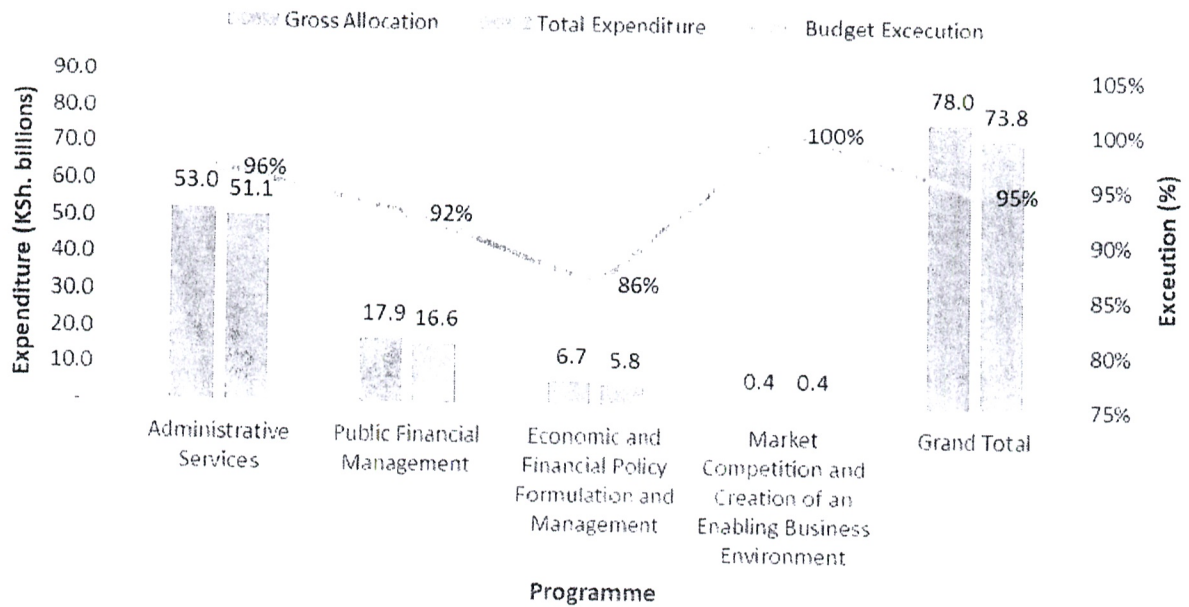 Gross Allocation Total Expenditure Budget Excecution
Expenditure (KSh. billions)
90.0
80.0
70.0
60.0
50.0
40.0
30.0
20.0
10.0
-
53.0
51.1
96%
17.9
16.6
92%
6.7
5.8
86%
0.4
0.4
100%
78.0
73.8
95%
105%
100%
95%
90%
85%
80%
75%
Exceution (%)
Administrative
Services
Public Financial
Management
Economic and
Financial Policy
Formulation and
Management
Market
Competition and
Creation of an
Enabling Business
Environment
Grand Total
Programme